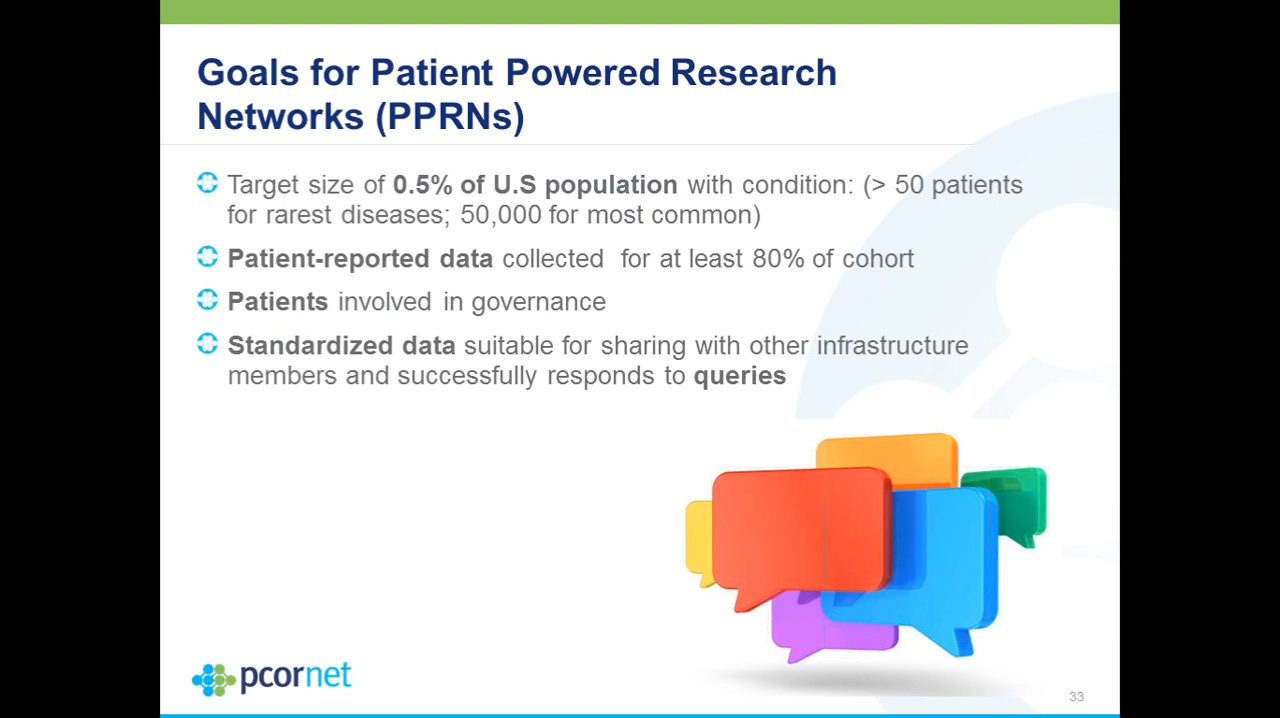 Goals for Patient Powered Research
Networks (PPRNs)
Target size of 0.5% of U.S population with condition: (> 50 patients
for rarest diseases; 50,000 for most common)
Patient-reported data collected  for at least 80% of cohort
Patients involved in governance
Standardized data suitable for sharing with other infrastructure
members and successfully responds to queries
pcornet
33